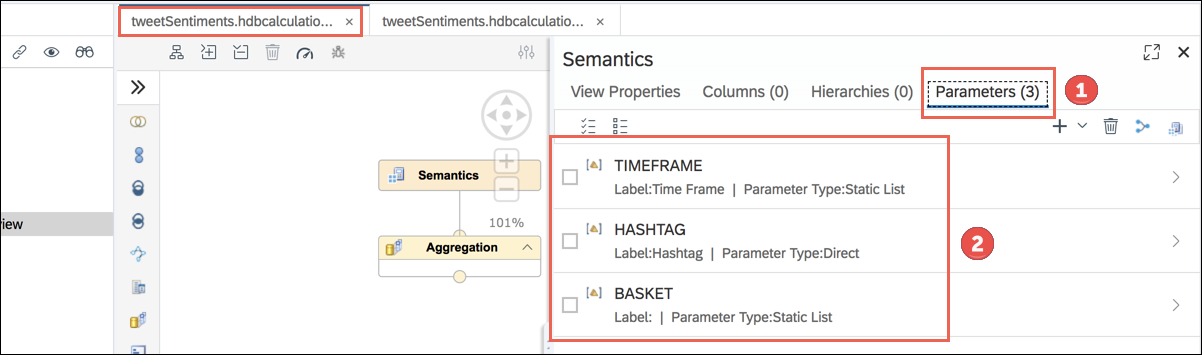 tweetSentiments.hdbcalculatio... ×
tweetSentiments.hdbcalculatio... ×
iew
Semantics
101%
Aggregation
Semantics
View Properties Columns (0) Hierarchies (0) Parameters (3) 1
TIMEFRAME
Label:Time Frame | Parameter Type:Static List
HASHTAG
Label:Hashtag | Parameter Type:Direct
BASKET
Label: | Parameter Type:Static List
2